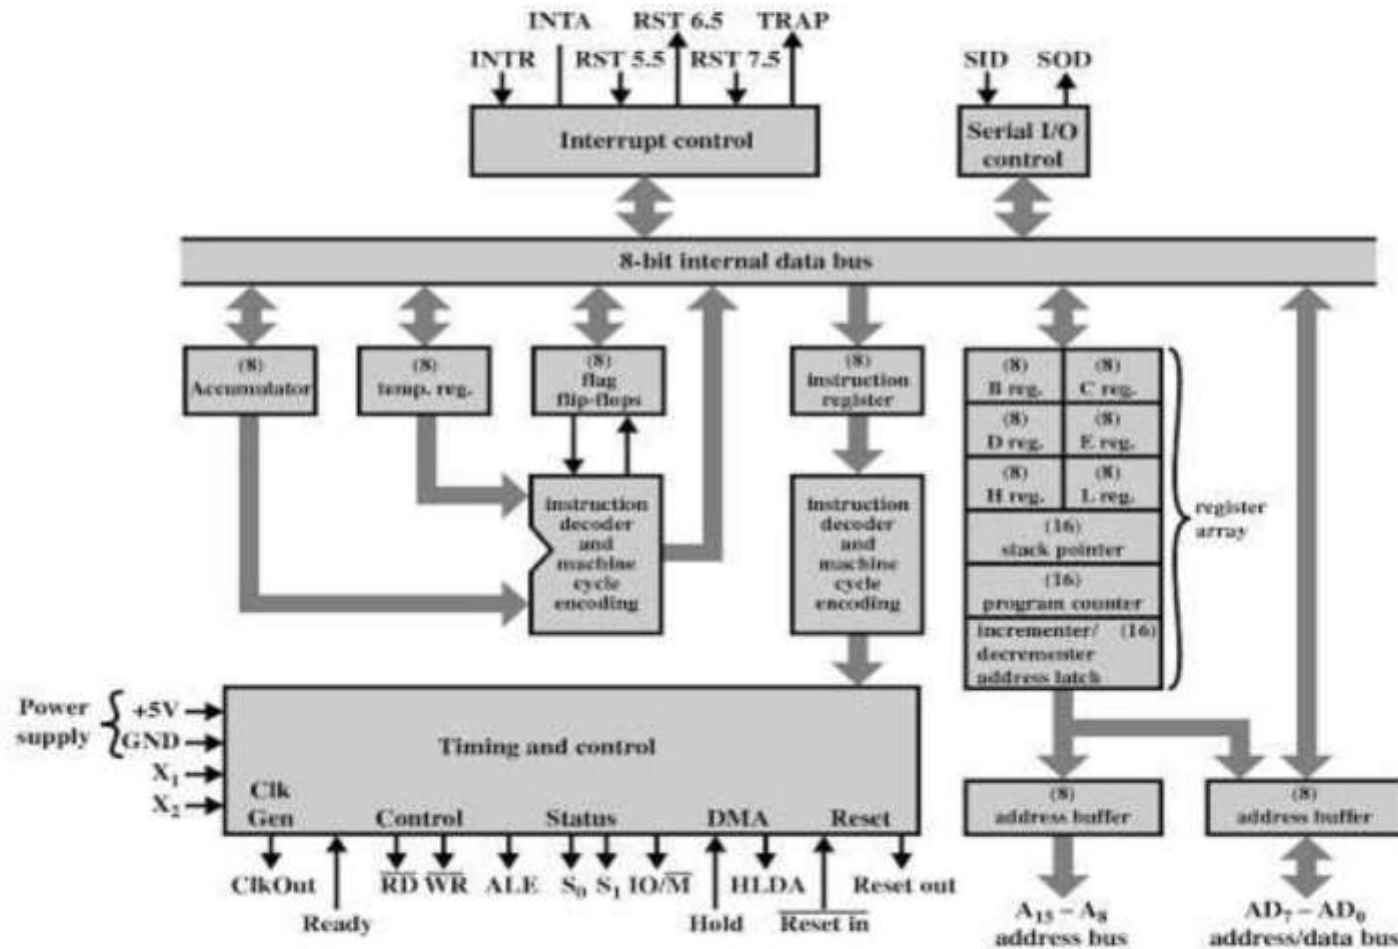 INTA RST 6.5 TRAP
INTR RST 5.5 RST 7.5 SID SOD
Interrupt control
Serial I/O
control
8-bit internal data bus
(8)
Accumulator
(8)
temp. reg.
(8)
flag
flip-flops
(8)
instruction
register
(8)
B reg.
(8)
C reg.
(8)
D reg.
(8)
E reg.
(8)
H reg.
(8)
L reg.
(16)
stack pointer
(16)
program counter
incrementer/ (16)
decrementer
address latch
register
array
instruction
decoder
and
machine
cycle
encoding
instruction
decoder
and
machine
cycle
encoding
Power
supply
+5V
GND
X₁
X₂
Timing and control
Clk
Gen Control Status DMA Reset
ClkOut R̅D̅ W̅R̅ ALE S₀ S₁ IO/M̅ HLDA Reset out
Ready Hold R̅e̅s̅e̅t̅ i̅n̅
(8)
address buffer
(8)
address buffer
A₁₅ – A₈
address bus
AD₇ – AD₀
address/data bus